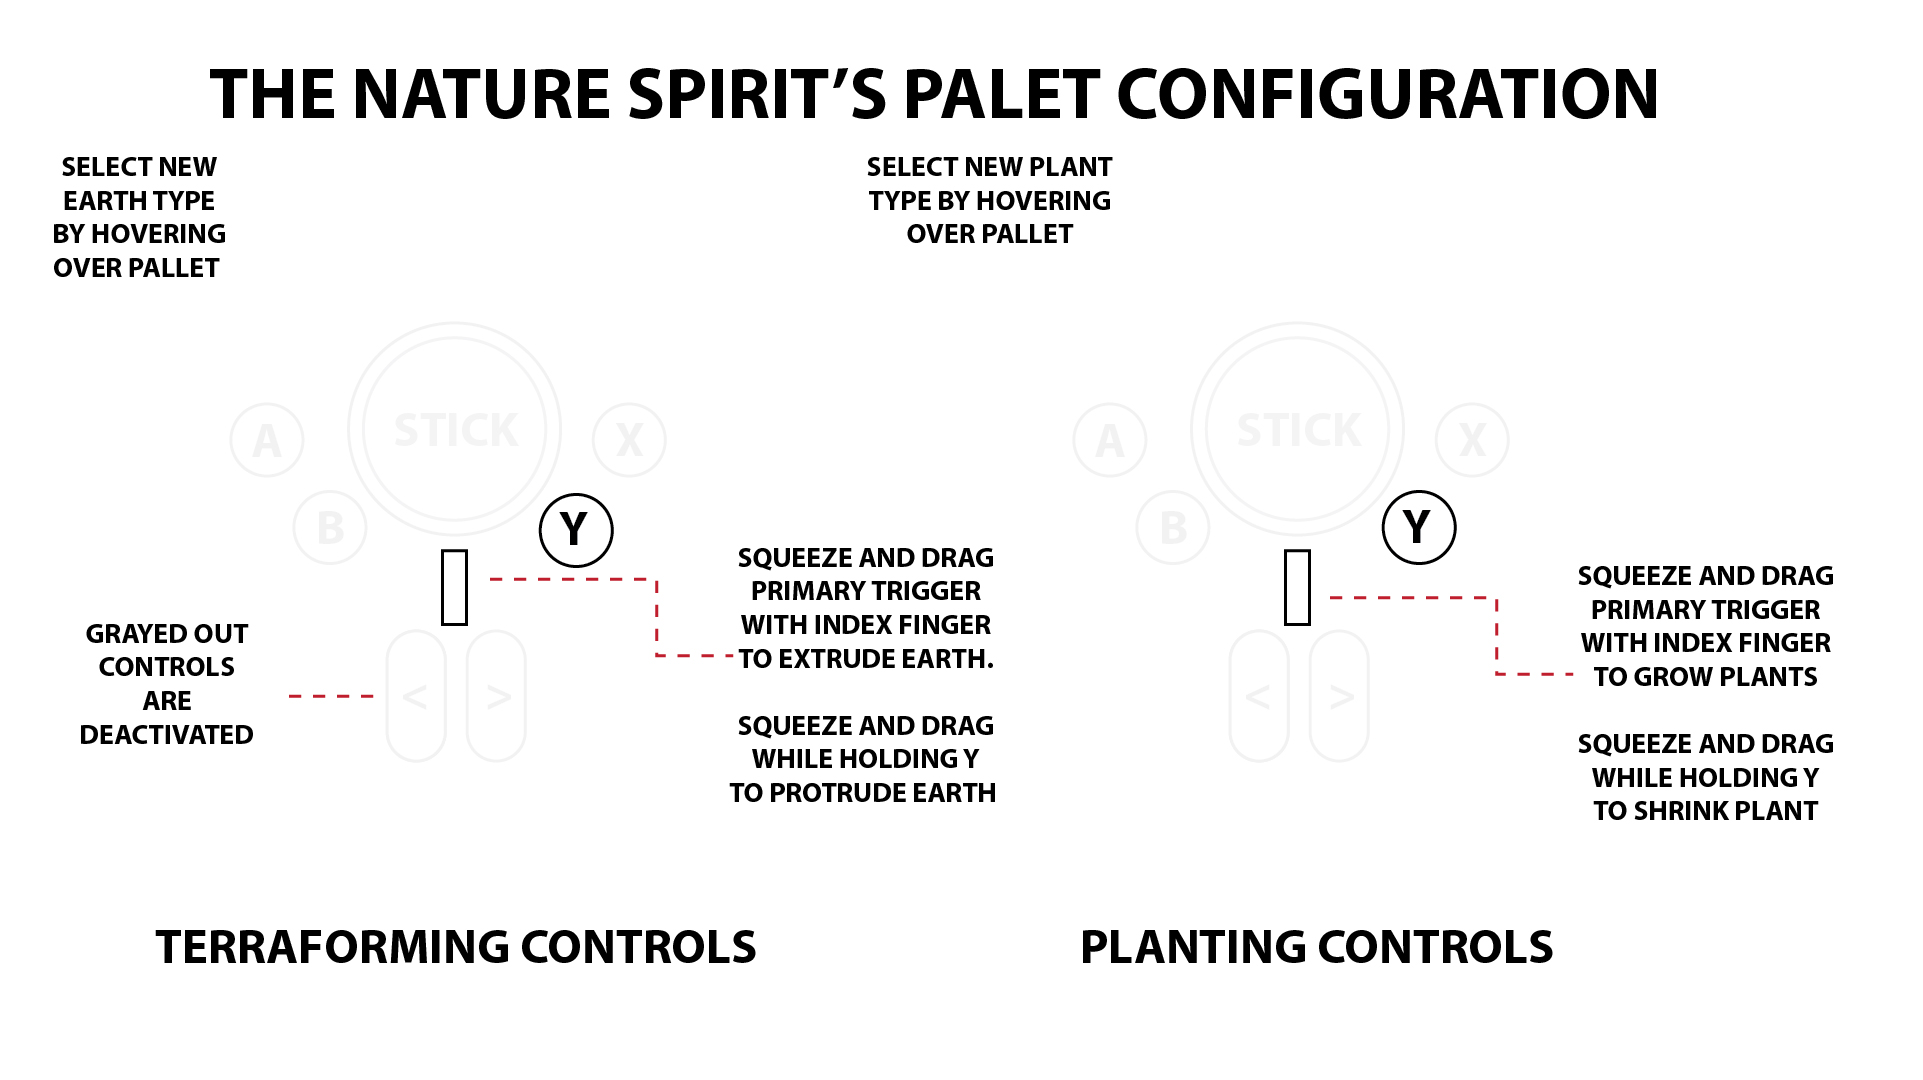 THE NATURE SPIRIT’S PALET CONFIGURATION
SELECT NEW
EARTH TYPE
BY HOVERING
OVER PALLET
SELECT NEW PLANT
TYPE BY HOVERING
OVER PALLET
STICK
A
X
B
Y
<
>
GRAYED OUT
CONTROLS
ARE
DEACTIVATED
SQUEEZE AND DRAG
PRIMARY TRIGGER
WITH INDEX FINGER
TO EXTRUDE EARTH.
SQUEEZE AND DRAG
WHILE HOLDING Y
TO PROTRUDE EARTH
STICK
A
X
B
Y
<
>
SQUEEZE AND DRAG
PRIMARY TRIGGER
WITH INDEX FINGER
TO GROW PLANTS
SQUEEZE AND DRAG
WHILE HOLDING Y
TO SHRINK PLANT
TERRAFORMING CONTROLS
PLANTING CONTROLS